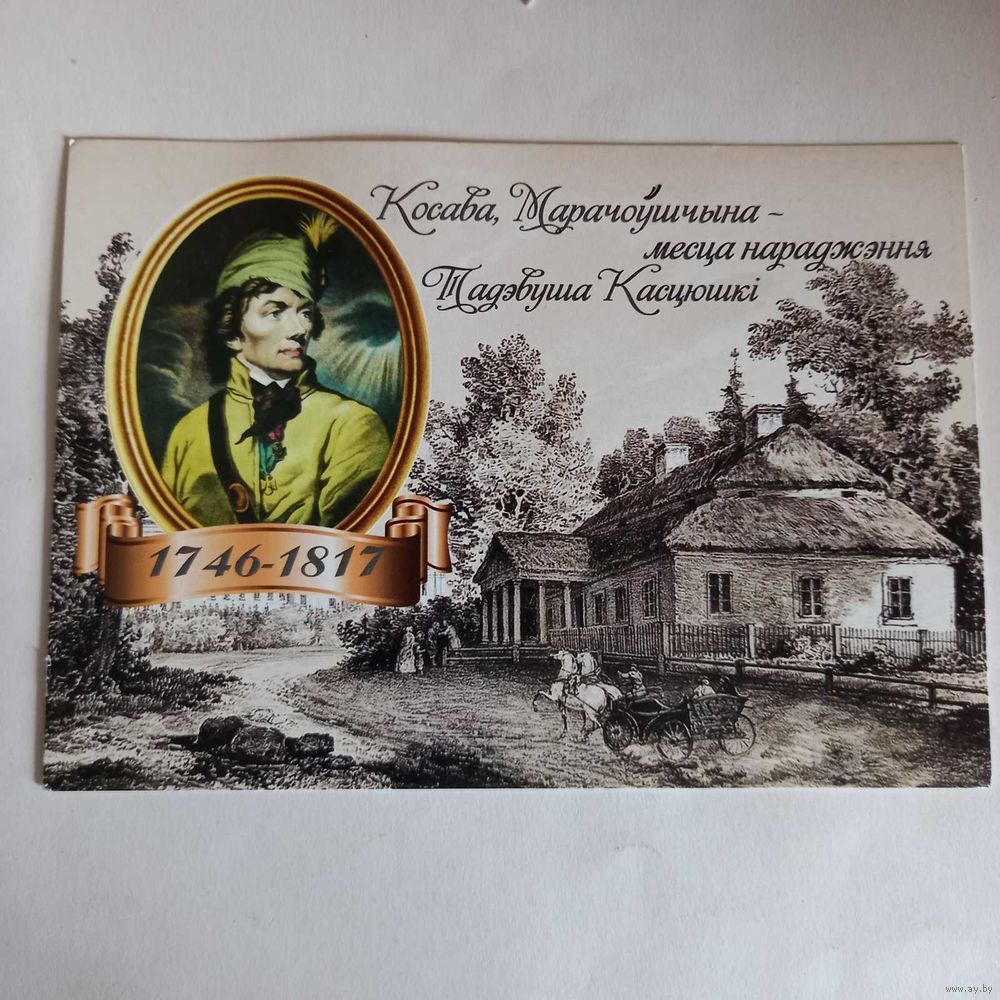 Косава, Марачоўшчына -
месца нараджэння
Тадэвуша Касцюшкі
1746-1817
www.ay.by